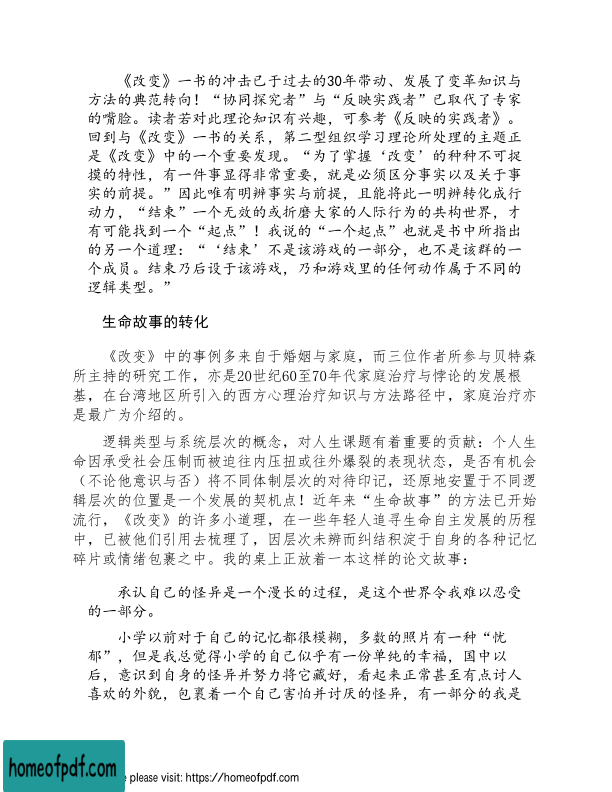 《改变》一书的冲击已于过去的30年带动、发展了变革知识与
方法的典范转向！“协同探究者”与“反映实践者”已取代了专家
的嘴脸。读者若对此理论知识有兴趣，可参考《反映的实践者》。
回到与《改变》一书的关系，第二型组织学习理论所处理的主题正
是《改变》中的一个重要发现。“为了掌握‘改变’的种种不可捉
摸的特性，有一件事显得非常重要，就是必须区分事实以及关于事
实的前提。”因此唯有明辨事实与前提，且能将此一明辨转化成行
动力，“结束”一个无效的或折磨大家的人际行为的共构世界，才
有可能找到一个“起点”！我说的“一个起点”也就是书中所指出
的另一个道理：“‘结束’不是该游戏的一部分，也不是该群的一
个成员。结束乃后设于该游戏，乃和游戏里的任何动作属于不同的
逻辑类型。”
生命故事的转化
《改变》中的事例多来自于婚姻与家庭，而三位作者所参与贝特森
所主持的研究工作，亦是20世纪60至70年代家庭治疗与悖论的发展根
基，在台湾地区所引入的西方心理治疗知识与方法路径中，家庭治疗亦
是最广为介绍的。
逻辑类型与系统层次的概念，对人生课题有着重要的贡献：个人生
命因承受社会压制而被迫往内压扭或往外爆裂的表现状态，是否有机会
（不论他意识与否）将不同体制层次的对待印记，还原地安置于不同逻
辑层次的位置是一个发展的契机点！近年来“生命故事”的方法已开始
流行，《改变》的许多小道理，在一些年轻人追寻生命自主发展的历程
中，已被他们引用去梳理了，因层次未辨而纠结积淀于自身的各种记忆
碎片或情绪包裹之中。我的桌上正放着一本这样的论文故事：
承认自己的怪异是一个漫长的过程，是这个世界令我难以忍受
的一部分。
小学以前对于自己的记忆都很模糊，多数的照片有一种“忧
郁”，但是我总觉得小学的自己似乎有一份单纯的幸福，国中以
后，意识到自身的怪异并努力将它藏好，看起来正常甚至有点讨人
喜欢的外貌，包裹着一个自己害怕并讨厌的怪异，有一部分的我是
homeofpdf.com
e please visit: https://homeofpdf.com